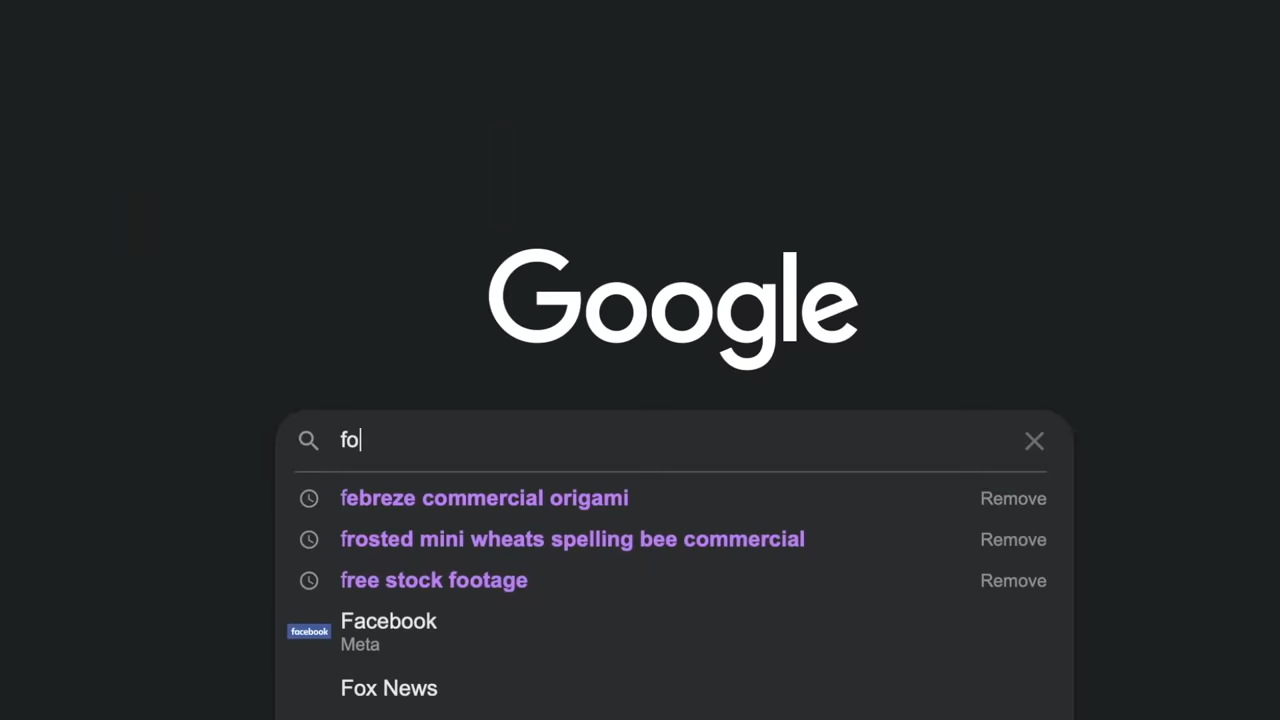 Google
fo
febreze commercial origami
Remove
frosted mini wheats spelling bee commercial
Remove
free stock footage
Remove
facebook
Facebook
Meta
Fox News